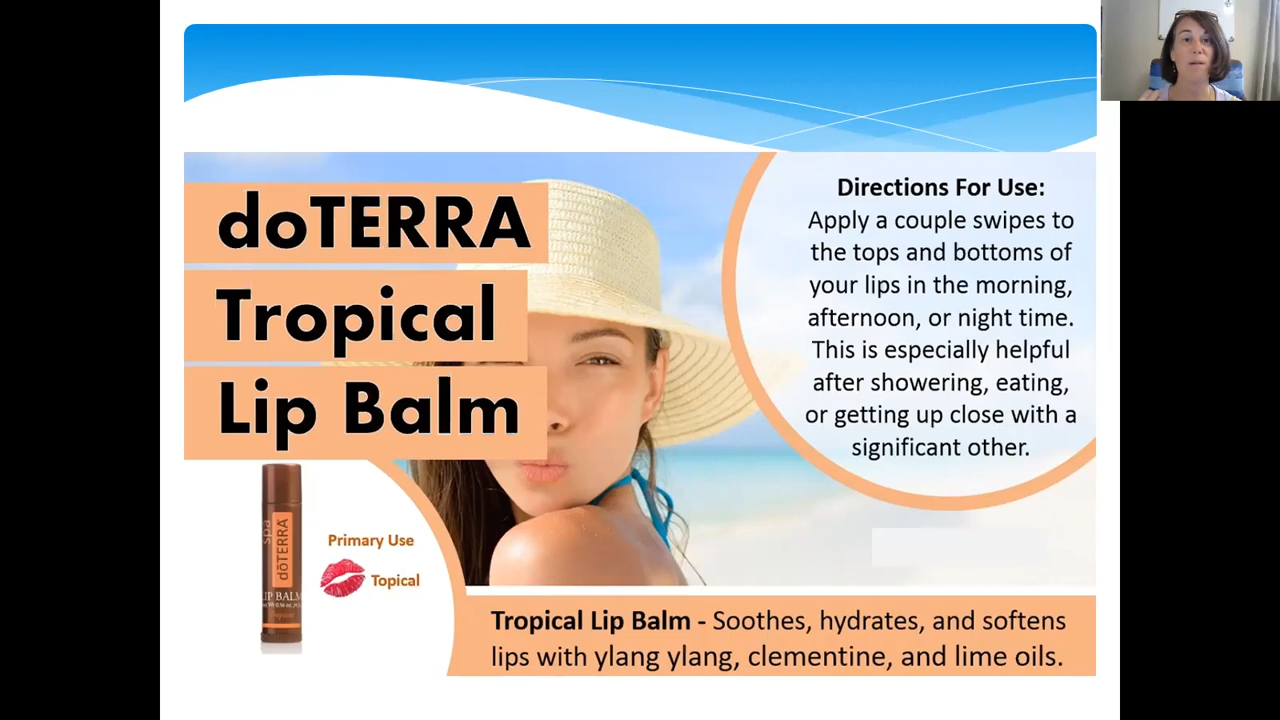 doTERRA
Tropical
Lip Balm
Directions For Use:
Apply a couple swipes to
the tops and bottoms of
your lips in the morning,
afternoon, or night time.
This is especially helpful
after showering, eating,
or getting up close with a
significant other.
spa
dōTERRA
LIP BALM
Primary Use
Topical
Tropical Lip Balm - Soothes, hydrates, and softens
lips with ylang ylang, clementine, and lime oils.